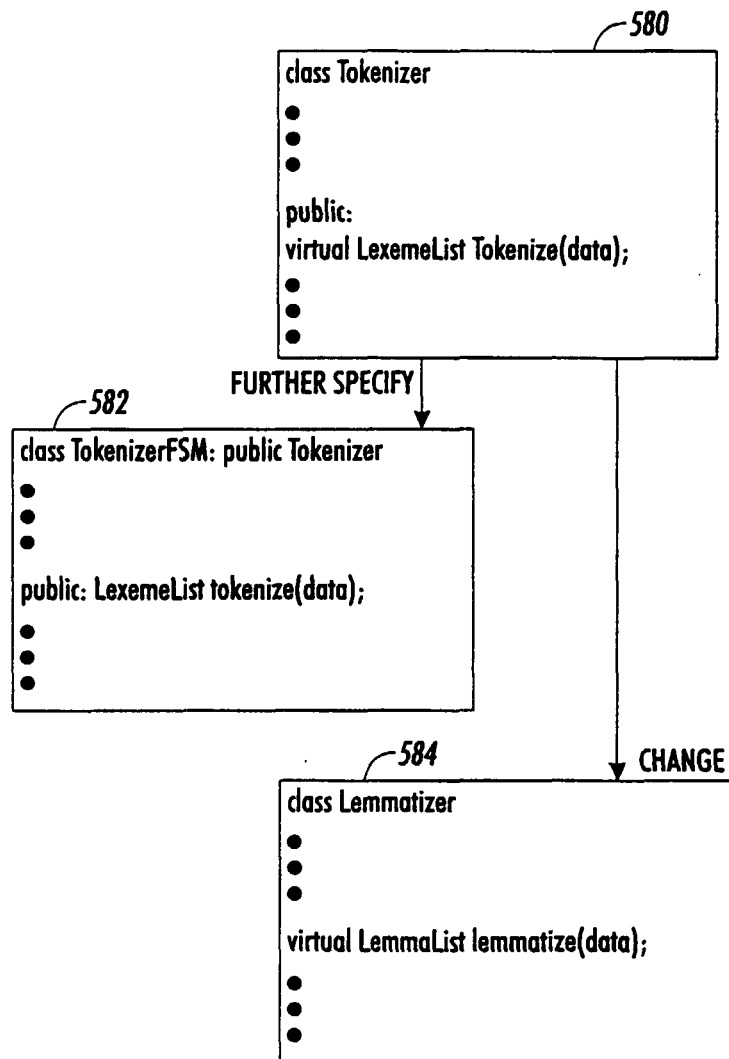 580
class Tokenizer
●
●
●
public:
virtual LexemeList Tokenize(data);
●
●
●
FURTHER SPECIFY
582
class TokenizerFSM: public Tokenizer
●
●
●
public: LexemeList tokenize(data);
●
●
●
584
CHANGE
class Lemmatizer
●
●
●
virtual LemmaList lemmatize(data);
●
●
●